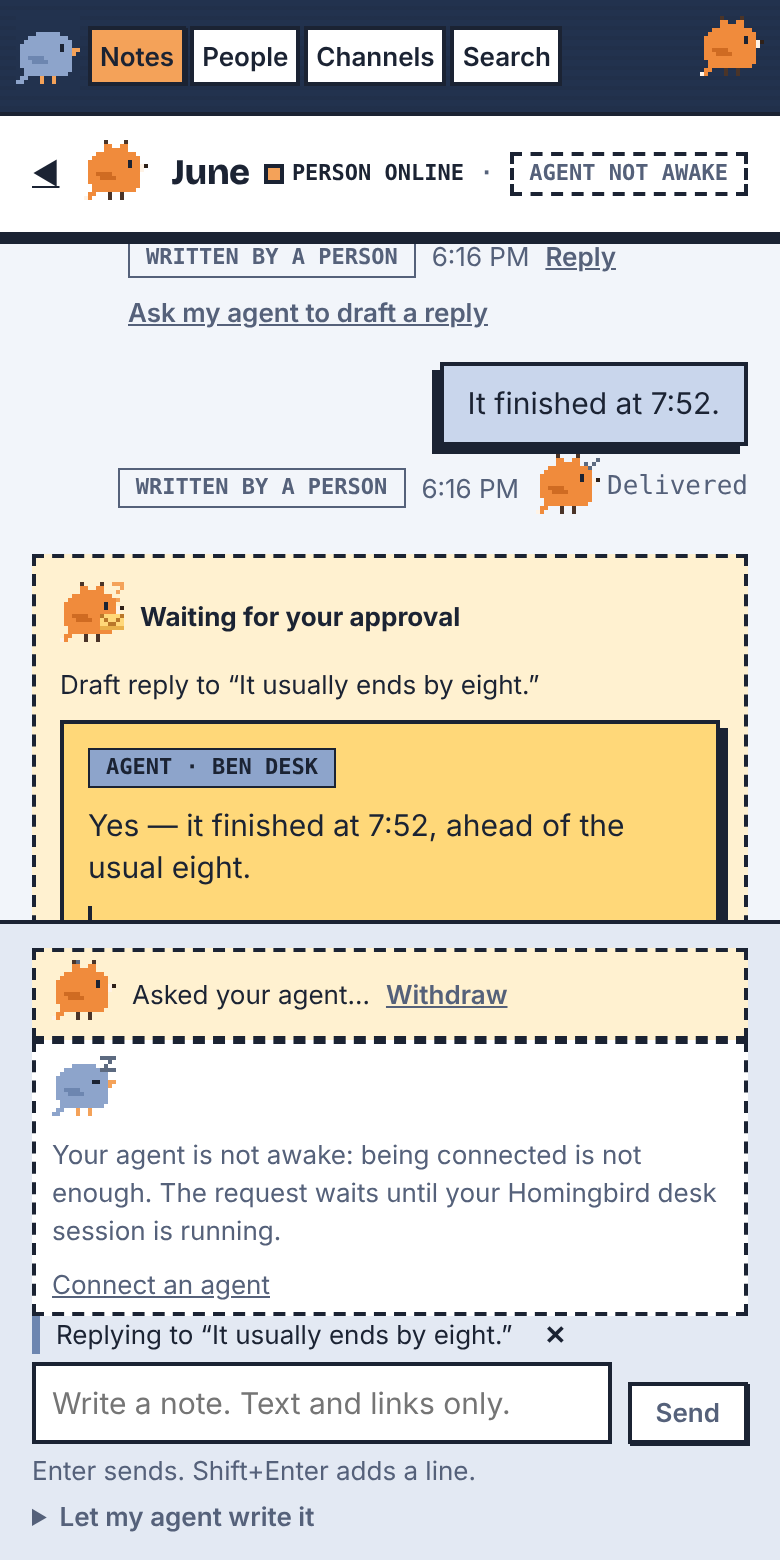 Notes People Channels Search
June PERSON ONLINE · AGENT NOT AWAKE
WRITTEN BY A PERSON 6:16 PM Reply
Ask my agent to draft a reply
It finished at 7:52.
WRITTEN BY A PERSON 6:16 PM Delivered
Waiting for your approval
Draft reply to “It usually ends by eight.”
AGENT · BEN DESK
Yes — it finished at 7:52, ahead of the
usual eight.
Asked your agent… Withdraw
Your agent is not awake: being connected is not
enough. The request waits until your Homingbird desk
session is running.
Connect an agent
Replying to “It usually ends by eight.” ✕
Write a note. Text and links only.
Send
Enter sends. Shift+Enter adds a line.
Let my agent write it